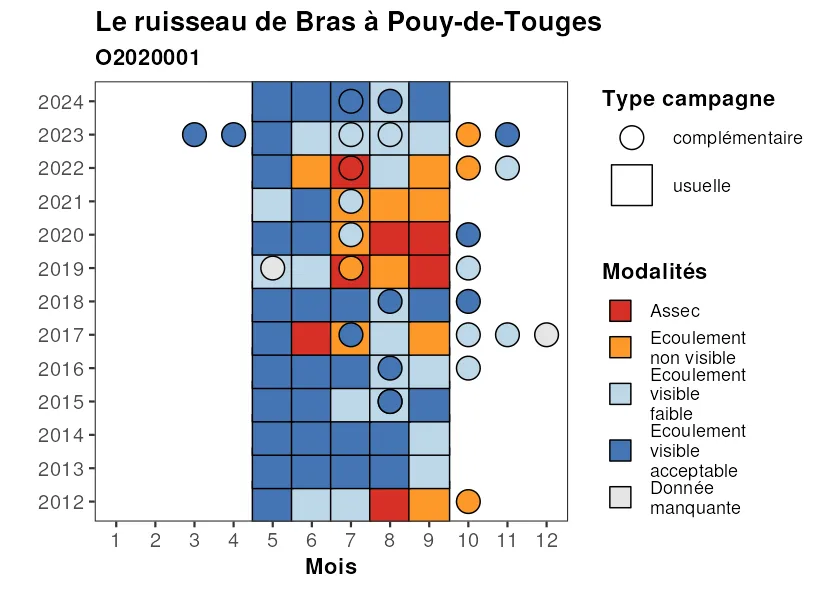 Le ruisseau de Bras à Pouy-de-Touges
O2020001
2024
2023
2022
2021
2020
2019
2018
2017
2016
2015
2014
2013
2012
1 2 3 4 5 6 7 8 9 10 11 12
Mois
Type campagne
complémentaire
usuelle
Modalités
Assec
Ecoulement
non visible
Ecoulement
visible
faible
Ecoulement
visible
acceptable
Donnée
manquante